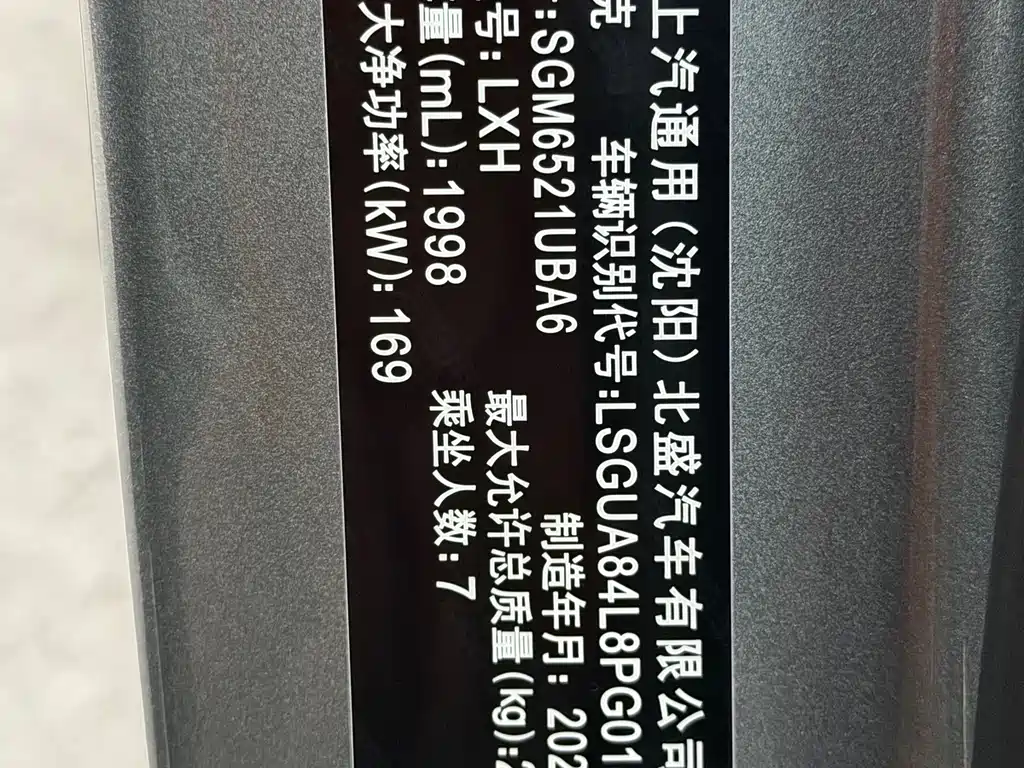 上汽通用(沈阳)北盛汽车有限公司
克
车辆识别代号:LSGUA84L8PG01
:SGM6521UBA6
制造年月: 202
号: LXH
最大允许总质量(kg):2
量(mL): 1998
乘坐人数: 7
大净功率(kW): 169